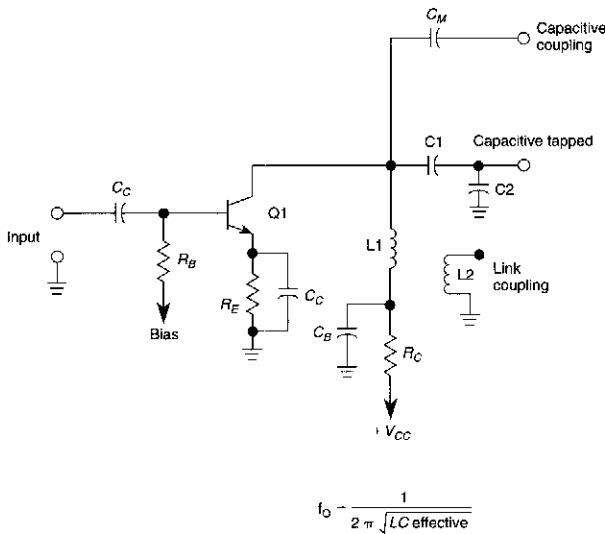 C_M
Capacitive
coupling
C1
Capacitive tapped
C2
C_C
Q1
Input
R_B
Bias
R_E
C_C
L1
L2
Link
coupling
C_B
R_C
+ V_CC
f_O = 1 / 2 π √LC effective